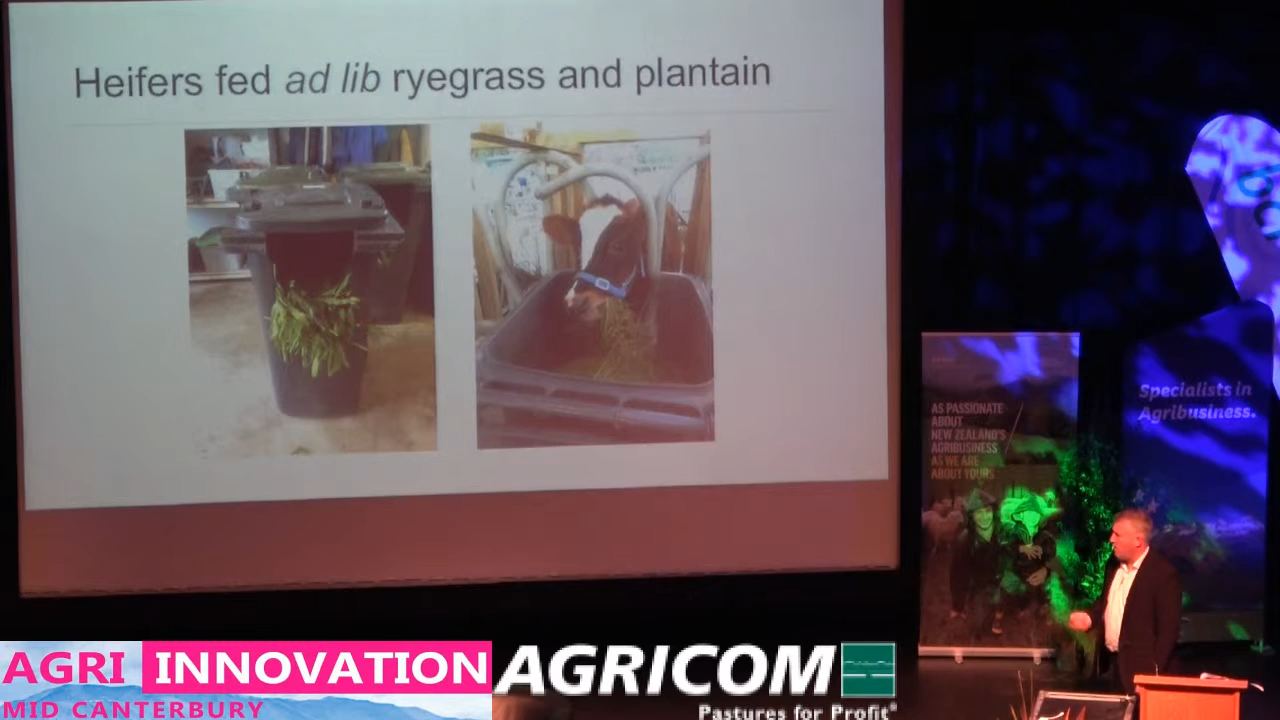 Heifers fed ad lib ryegrass and plantain
AS PASSIONATE
ABOUT
NEW ZEALAND'S
AGRIBUSINESS
AS WE ARE
ABOUT YOURS
Specialists in
Agribusiness.
AGRI INNOVATION
MID CANTERBURY
AGRICOM
Pastures for Profit®